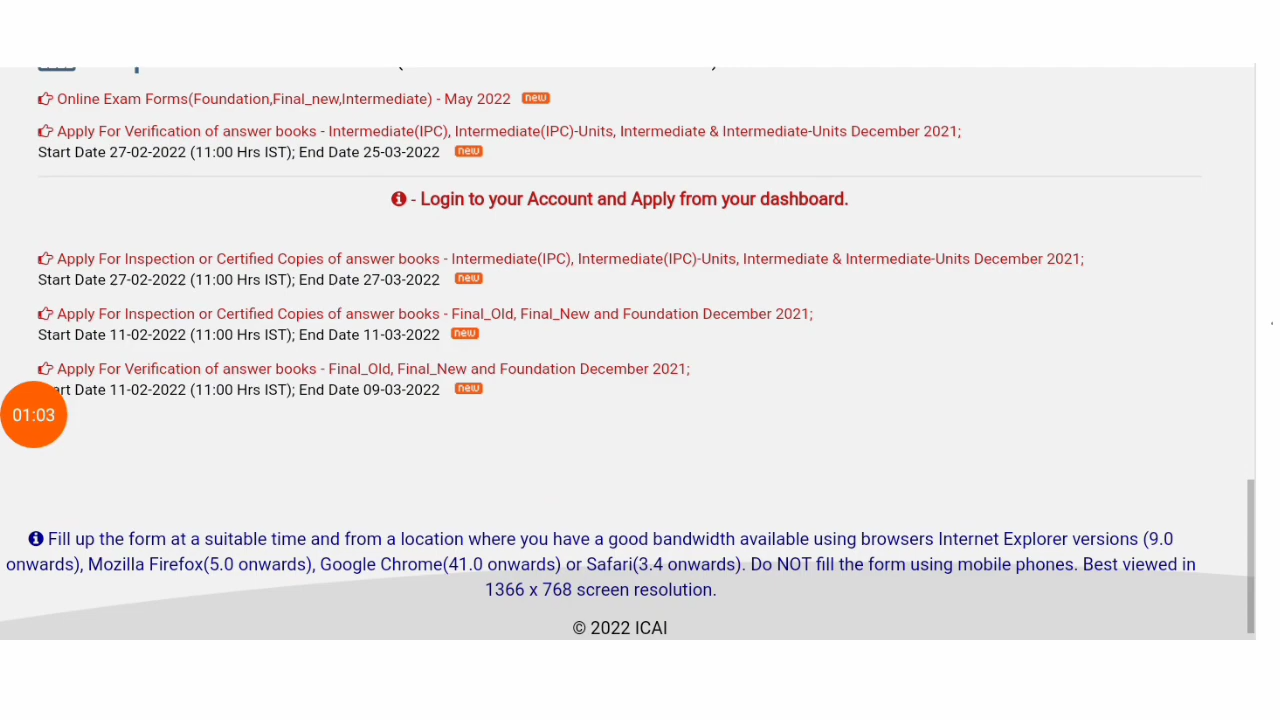 Online Exam Forms(Foundation,Final_new,Intermediate) - May 2022 new
Apply For Verification of answer books - Intermediate(IPC), Intermediate(IPC)-Units, Intermediate & Intermediate-Units December 2021;
Start Date 27-02-2022 (11:00 Hrs IST); End Date 25-03-2022 new
- Login to your Account and Apply from your dashboard.
Apply For Inspection or Certified Copies of answer books - Intermediate(IPC), Intermediate(IPC)-Units, Intermediate & Intermediate-Units December 2021;
Start Date 27-02-2022 (11:00 Hrs IST); End Date 27-03-2022 new
Apply For Inspection or Certified Copies of answer books - Final_Old, Final_New and Foundation December 2021;
Start Date 11-02-2022 (11:00 Hrs IST); End Date 11-03-2022 new
Apply For Verification of answer books - Final_Old, Final_New and Foundation December 2021;
Date 11-02-2022 (11:00 Hrs IST); End Date 09-03-2022 new
01:03
Fill up the form at a suitable time and from a location where you have a good bandwidth available using browsers Internet Explorer versions (9.0
onwards), Mozilla Firefox(5.0 onwards), Google Chrome(41.0 onwards) or Safari(3.4 onwards). Do NOT fill the form using mobile phones. Best viewed in
1366 x 768 screen resolution.
© 2022 ICAI